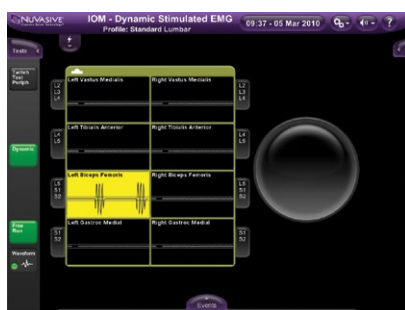 NUVASIVE
IOM - Dynamic Stimulated EMG
Profile: Standard Lumbar
09:37 - 05 Mar 2010
?
Tests
Twitch
Test
Periph
Dynamic
Free
Run
Waveform
Left Vastus Medialis
Right Vastus Medialis
L2
L3
L4
L2
L3
L4
Left Tibialis Anterior
Right Tibialis Anterior
L4
L5
L4
L5
Left Biceps Femoris
Right Biceps Femoris
L5
S1
S2
L5
S1
S2
Left Gastroc Medial
Right Gastroc Medial
S1
S2
S1
S2
Events